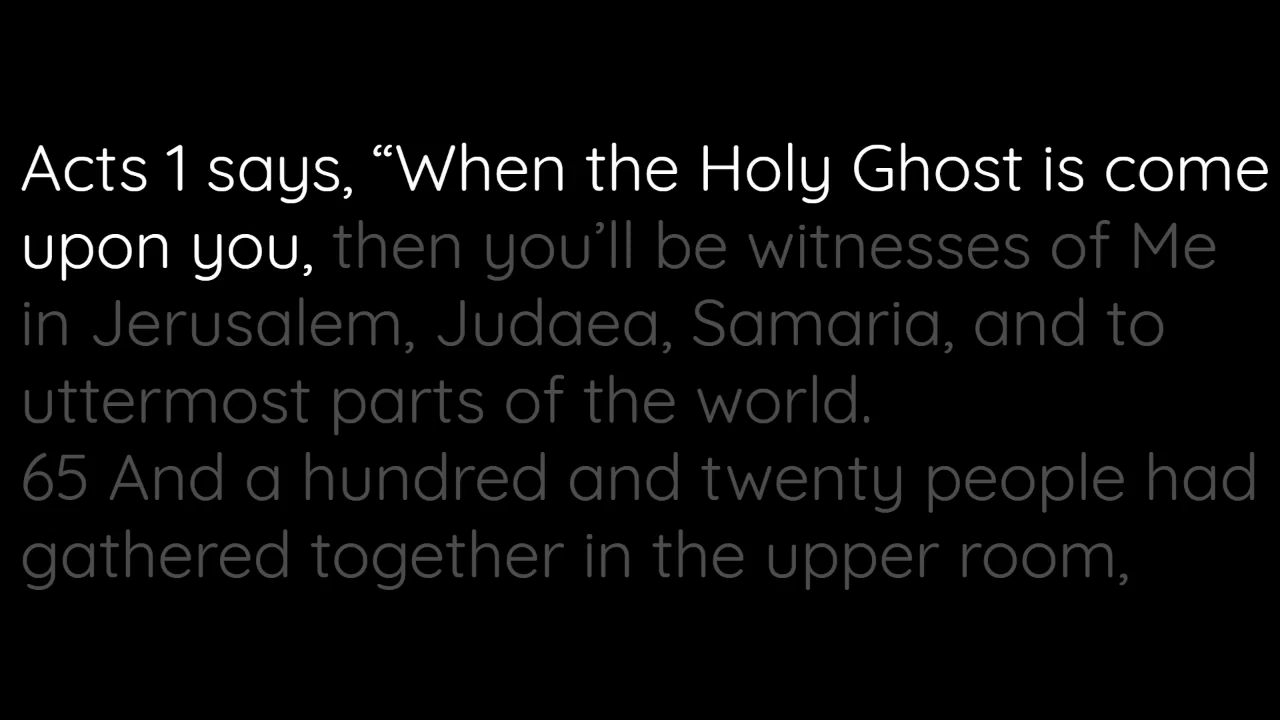 Acts 1 says, “When the Holy Ghost is come
upon you, then you’ll be witnesses of Me
in Jerusalem, Judaea, Samaria, and to
uttermost parts of the world.
65 And a hundred and twenty people had
gathered together in the upper room,